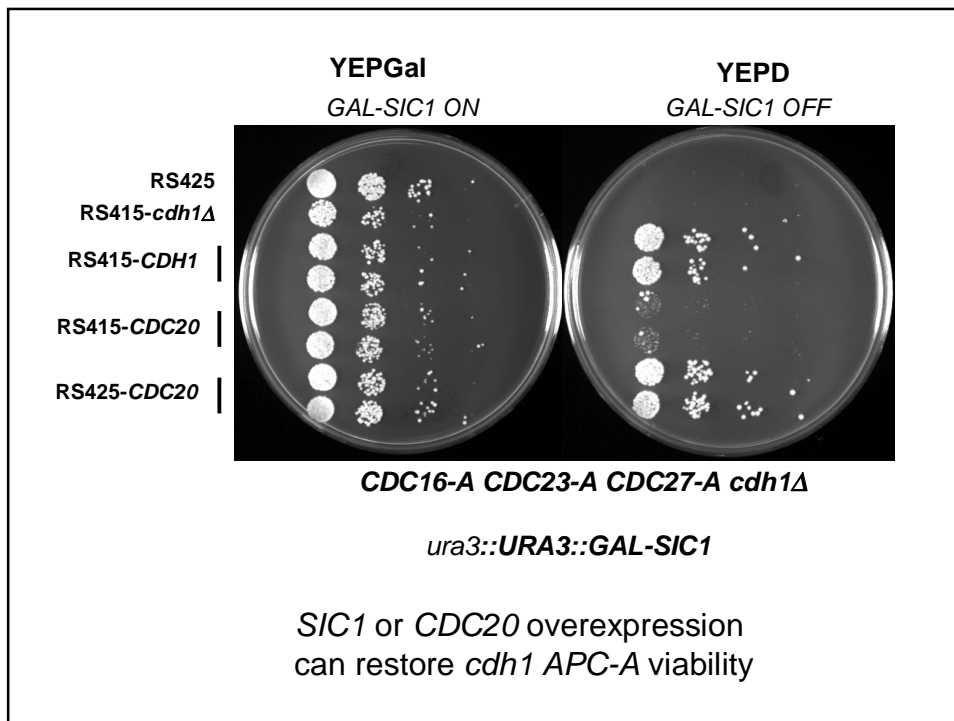 YEPGal YEPD
GAL-SIC1 ON GAL-SIC1 OFF
RS425
RS415-cdh1Δ
RS415-CDH1
RS415-CDC20
RS425-CDC20
CDC16-A CDC23-A CDC27-A cdh1Δ
ura3::URA3::GAL-SIC1
SIC1 or CDC20 overexpression
can restore cdh1 APC-A viability